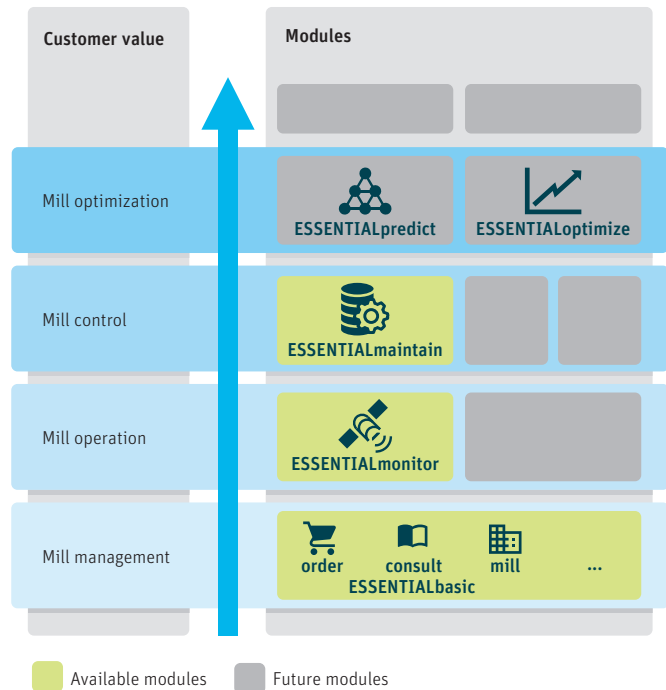 Customer value
Modules
Mill optimization
ESSENTIALpredict
ESSENTIALoptimize
Mill control
ESSENTIALmaintain
Mill operation
ESSENTIALmonitor
Mill management
order consult mill ...
ESSENTIALbasic
Available modules
Future modules